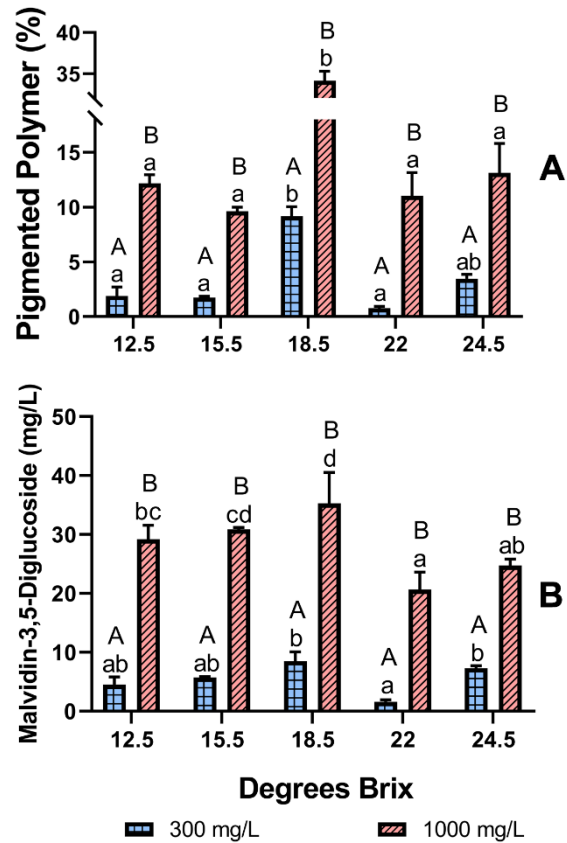 Pigmented Polymer (%)
40
35
15
10
5
0
B
b
B
a
A
a
B
a
A
a
A
b
B
a
A
a
B
a
A
ab
A
12.5 15.5 18.5 22 24.5
Malvidin-3,5-Diglucoside (mg/L)
50
40
30
20
10
0
A
ab
B
bc
A
ab
B
cd
A
b
B
d
A
a
B
a
A
b
B
ab
B
12.5 15.5 18.5 22 24.5
Degrees Brix
300 mg/L 1000 mg/L